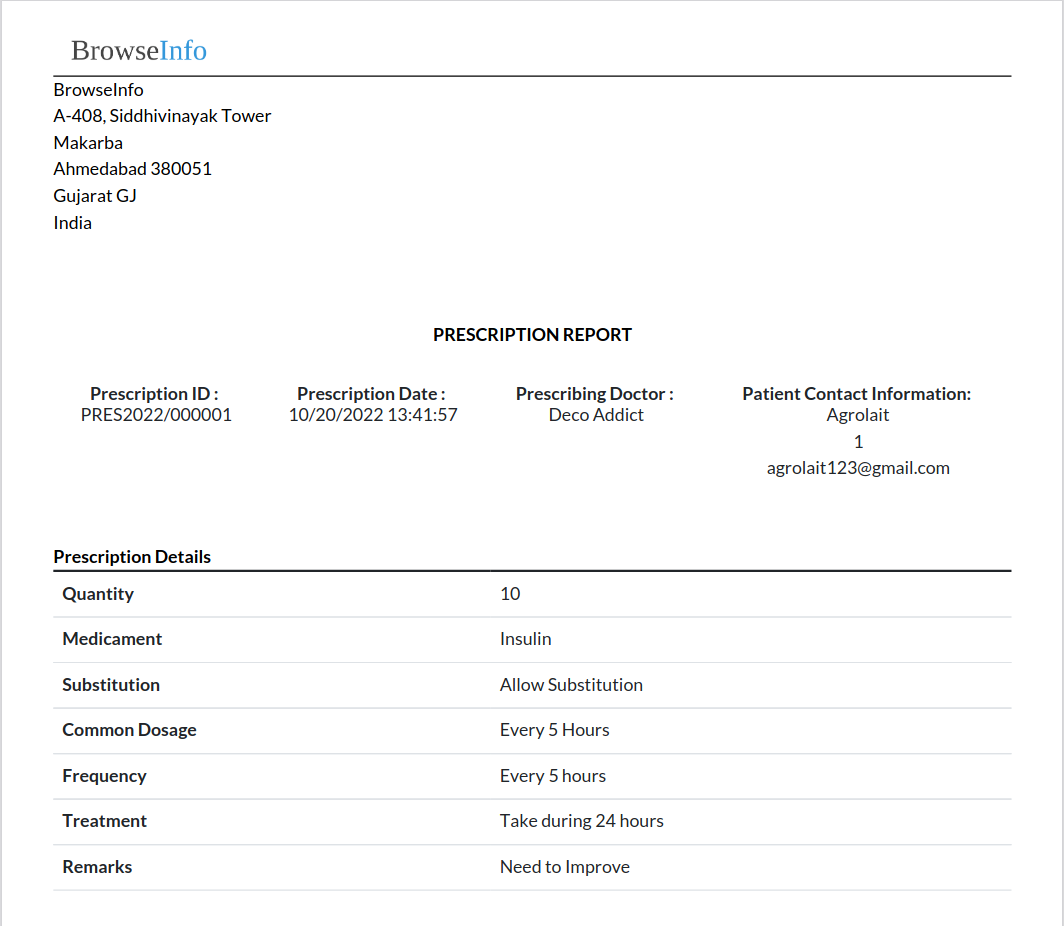 BrowseInfo
BrowseInfo
A-408, Siddhivinayak Tower
Makarba
Ahmedabad 380051
Gujarat GJ
India
PRESCRIPTION REPORT
Prescription ID : Prescription Date : Prescribing Doctor : Patient Contact Information:
PRES2022/000001 10/20/2022 13:41:57 Deco Addict Agrolait
1
agrolait123@gmail.com
Prescription Details
Quantity 10
Medicament Insulin
Substitution Allow Substitution
Common Dosage Every 5 Hours
Frequency Every 5 hours
Treatment Take during 24 hours
Remarks Need to Improve